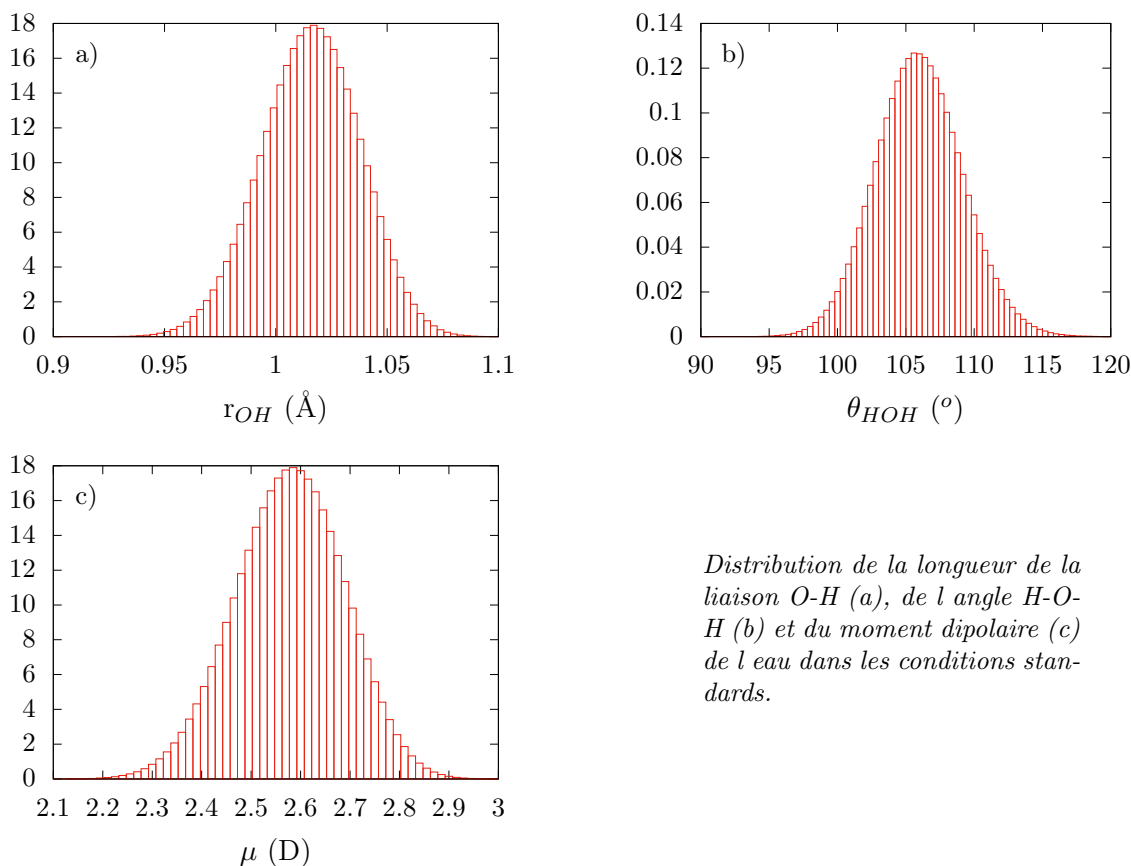 18
16
14
12
10
8
6
4
2
0
a)
0.9 0.95 1 1.05 1.1
r_OH (Å)
0.14
0.12
0.1
0.08
0.06
0.04
0.02
0
b)
90 95 100 105 110 115 120
θ_HOH (°)
18
16
14
12
10
8
6
4
2
0
c)
2.1 2.2 2.3 2.4 2.5 2.6 2.7 2.8 2.9 3
μ (D)
Distribution de la longueur de la
liaison O-H (a), de l angle H-O-
H (b) et du moment dipolaire (c)
de l eau dans les conditions stan-
dards.